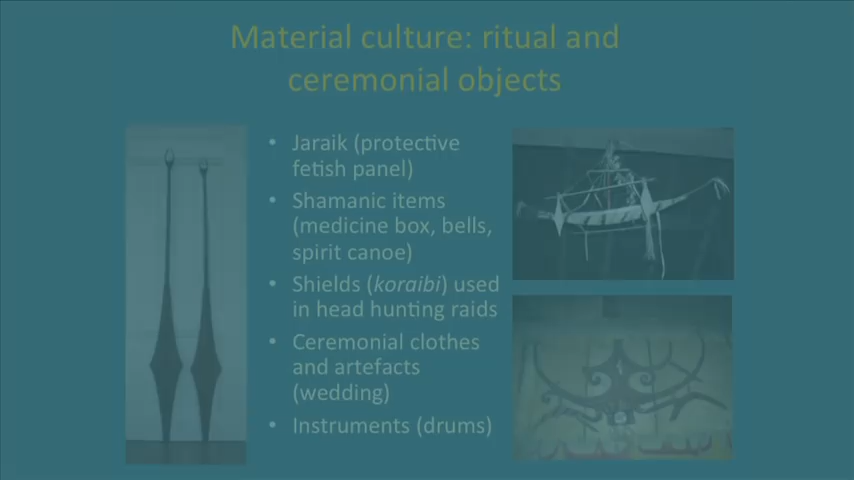 Material culture: ritual and
ceremonial objects
• Jaraik (protective
fetish panel)
• Shamanic items
(medicine box, bells,
spirit canoe)
• Shields (koraibi) used
in head hunting raids
• Ceremonial clothes
and artefacts
(wedding)
• Instruments (drums)